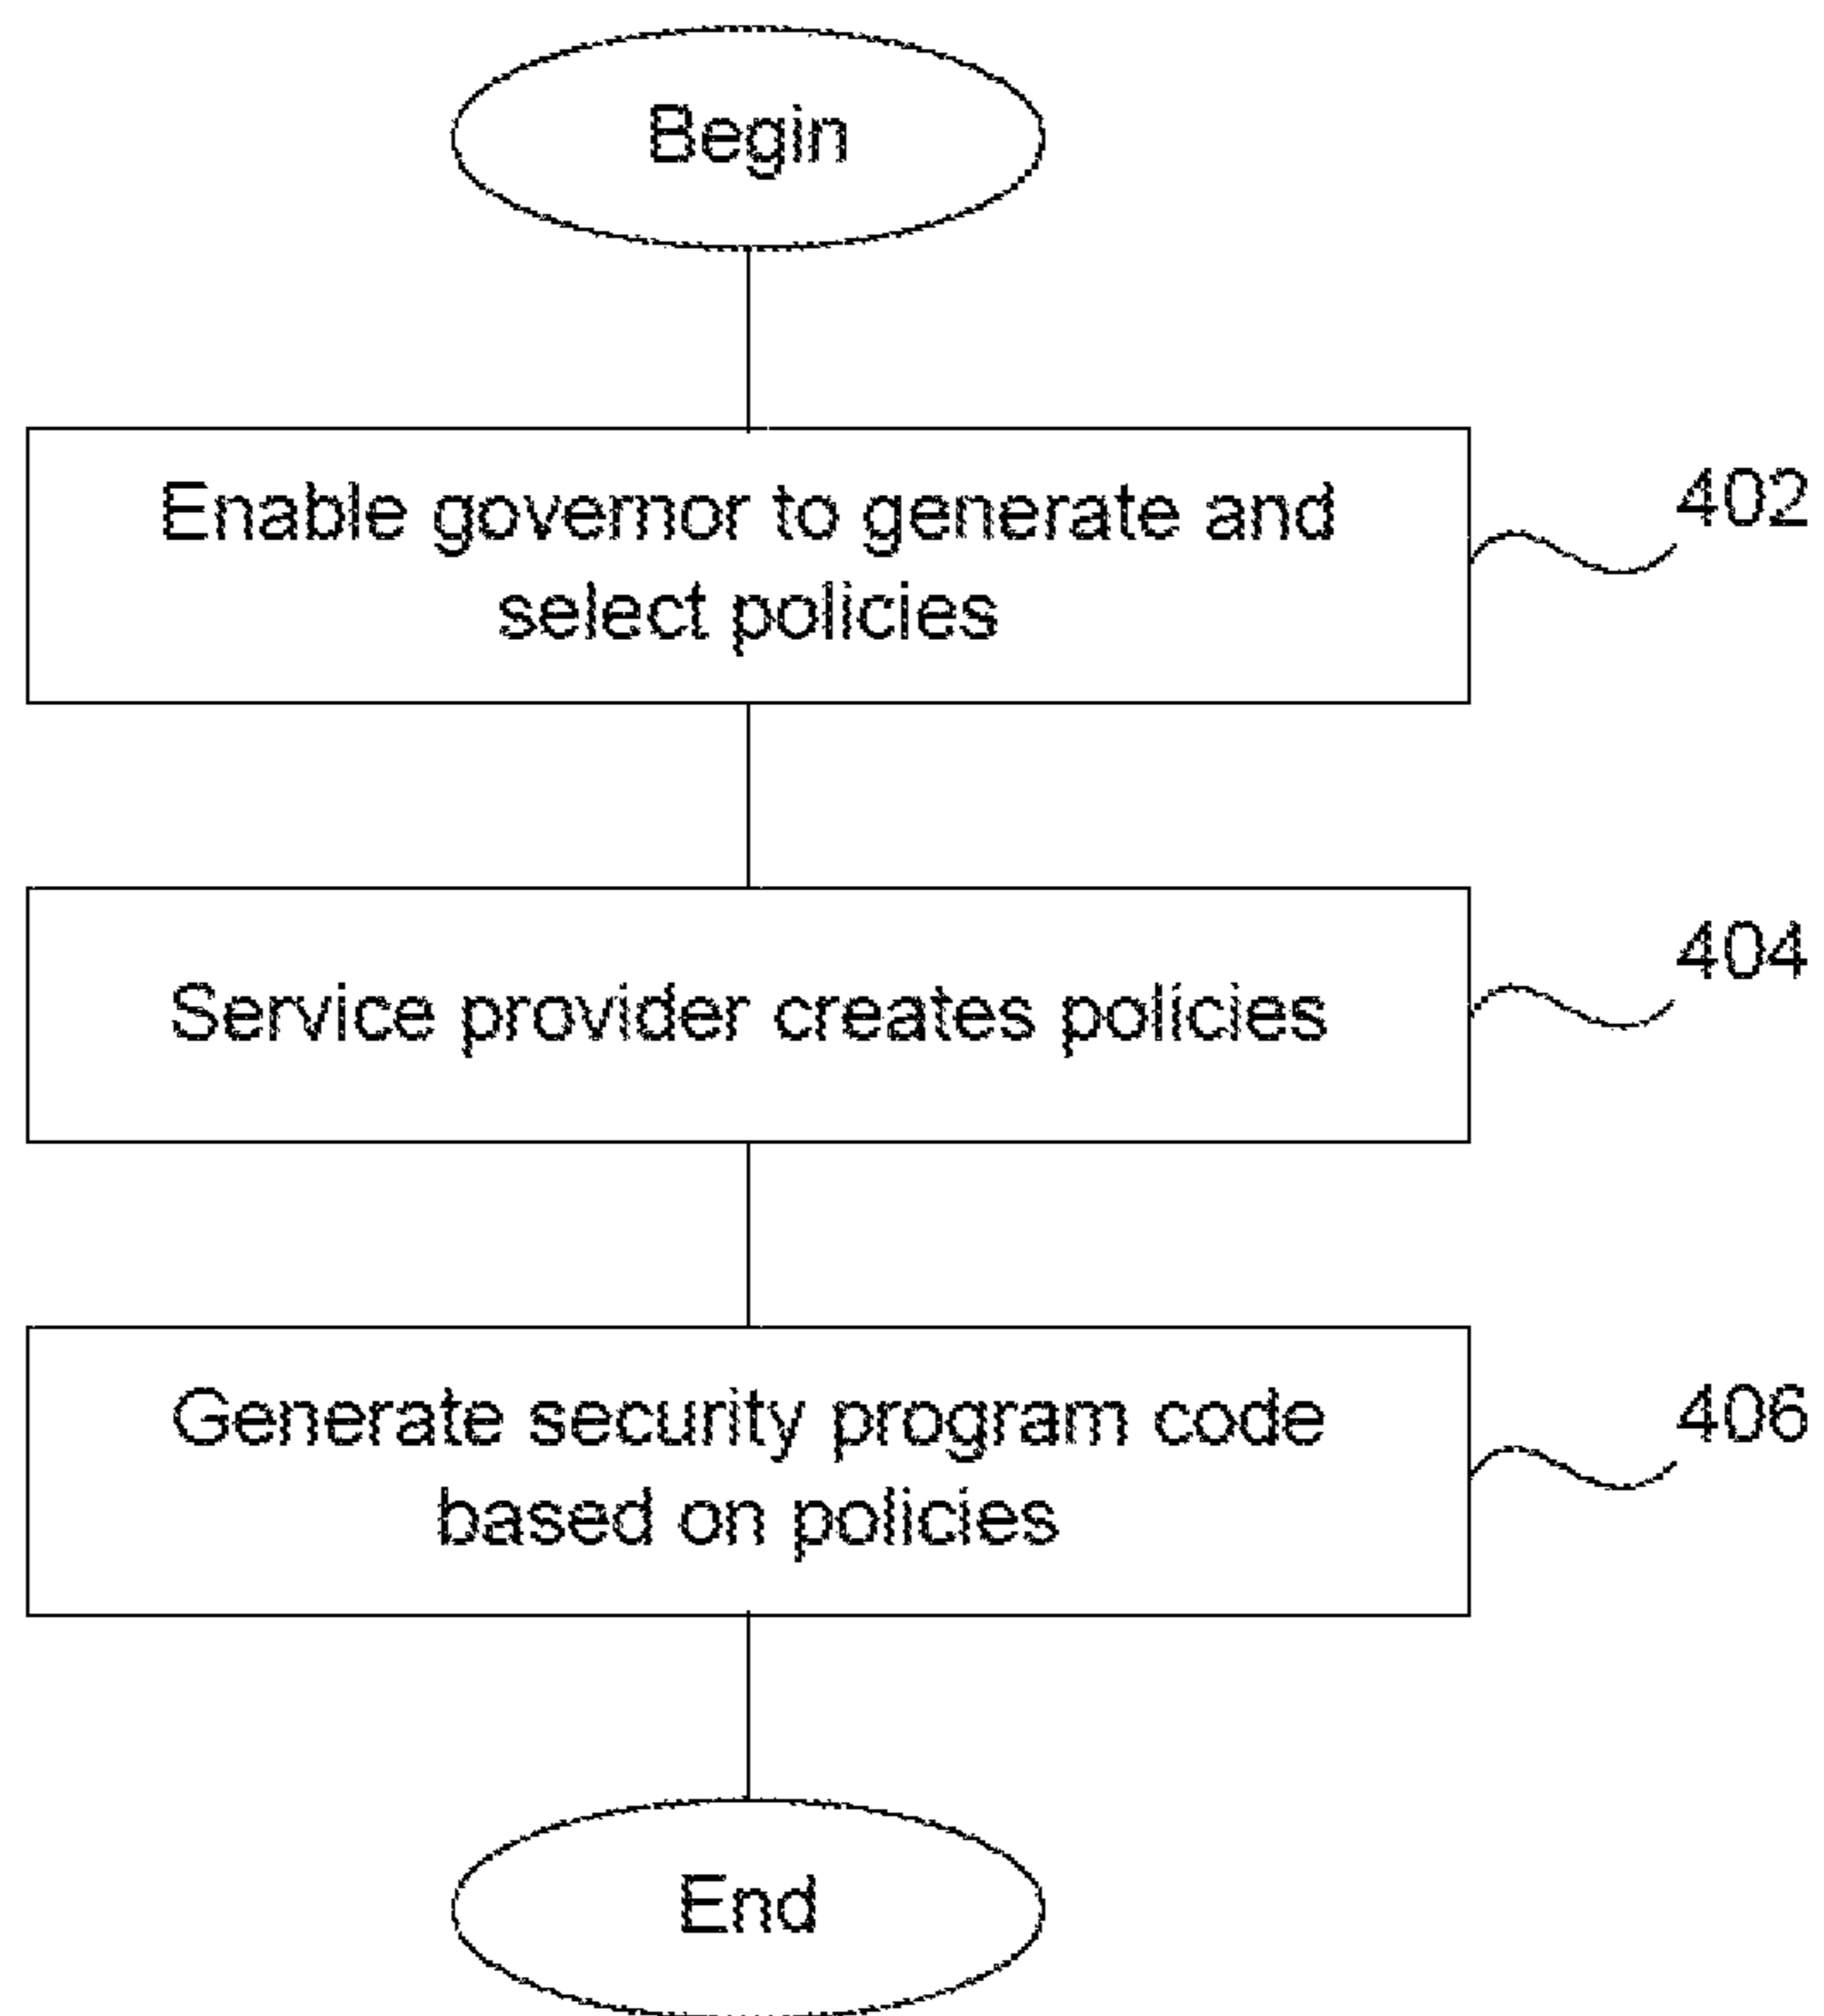 Begin
Enable governor to generate and
select policies
402
Service provider creates policies
404
Generate security program code
based on policies
406
End